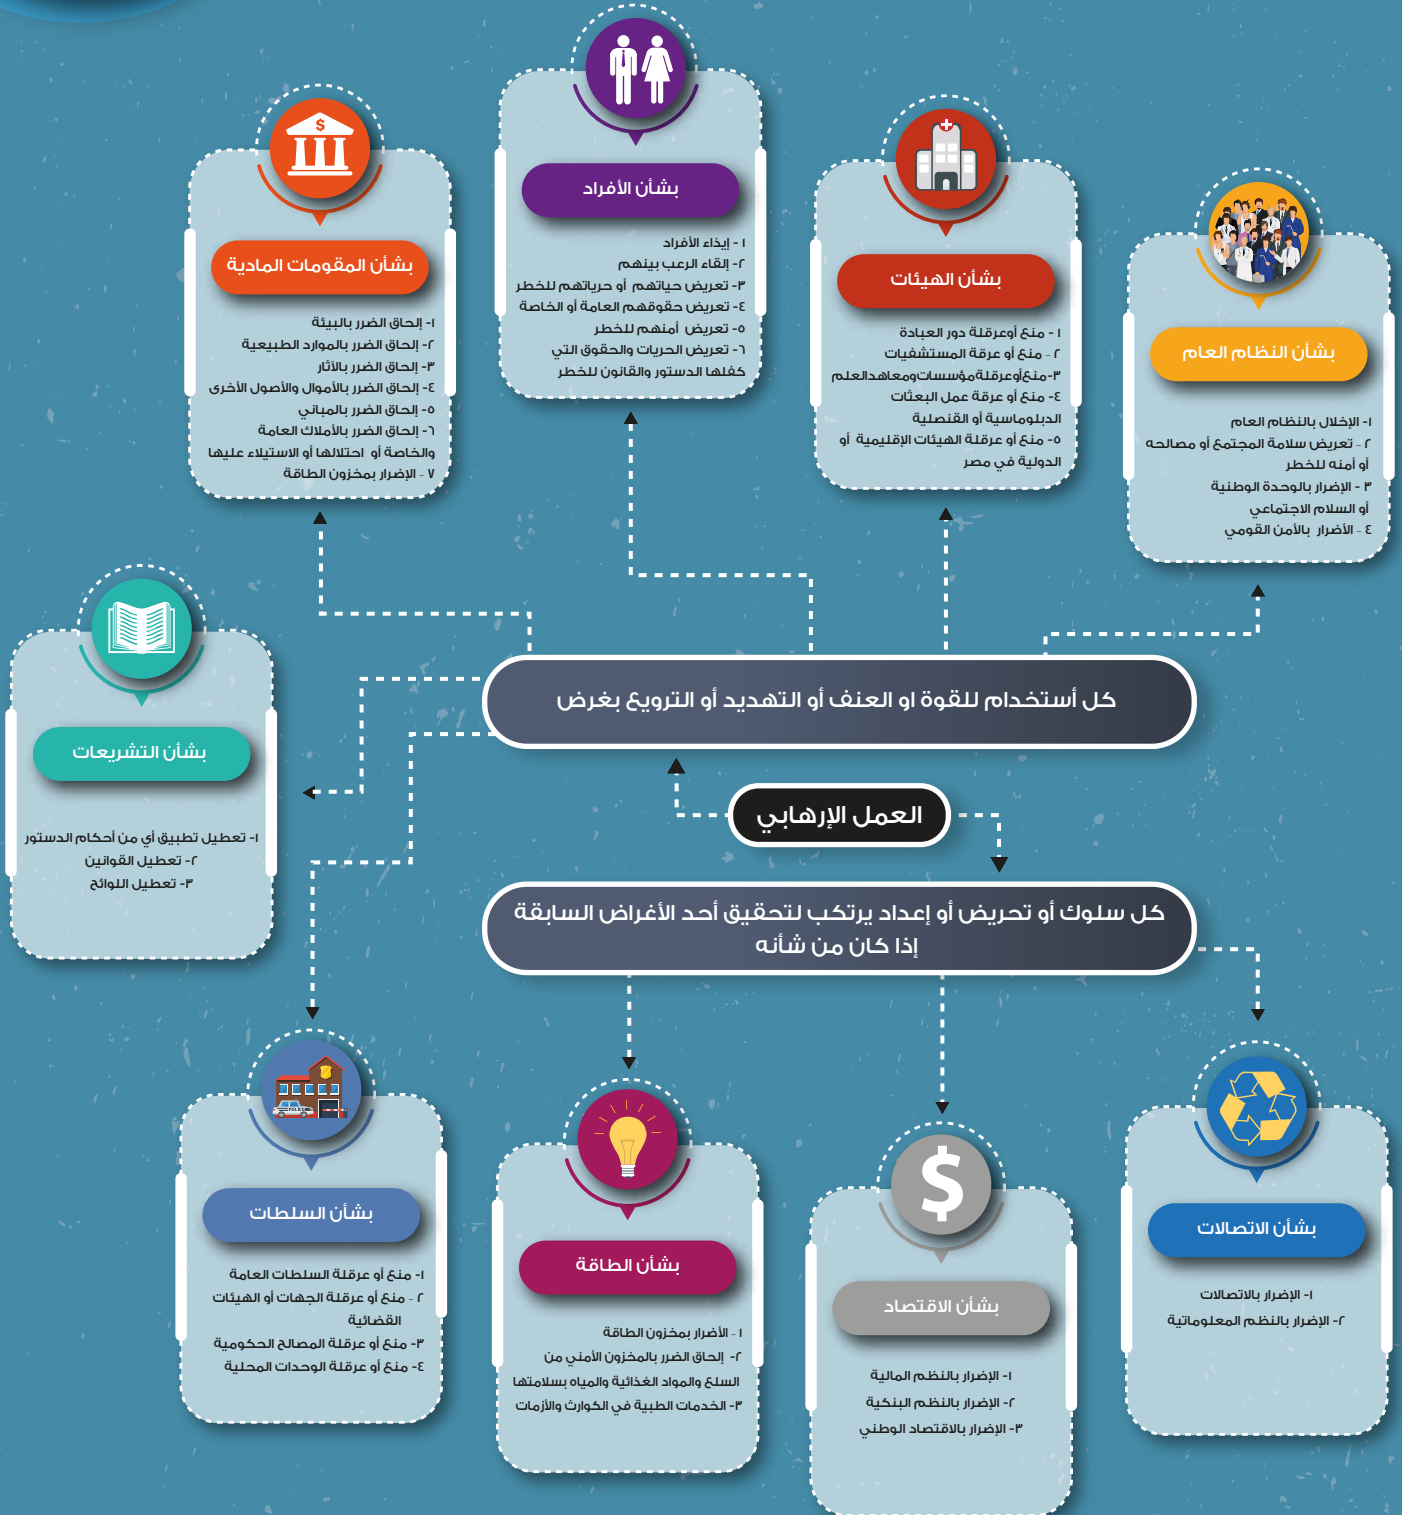 العمل الإرهابي
كل أستخدام للقوة او العنف أو التهديد أو الترويع بغرض
بشأن النظام العام
١- الإخلال بالنظام العام
٢ - تعريض سلامة المجتمع أو مصالحه
أو أمنه للخطر
٣ - الإضرار بالوحدة الوطنية
أو السلام الاجتماعي
٤ - الأضرار بالأمن القومي
بشأن الهيئات
١ - منع أوعرقلة دور العبادة
٢ - منع أو عرقة المستشفيات
٣-منع أوعرقلة مؤسسات ومعاهد العلم
٤- منع أو عرقة عمل البعثات
الدبلوماسية أو القنصلية
٥- منع أو عرقلة الهيئات الإقليمية أو
الدولية في مصر
بشأن الأفراد
١ - إيذاء الأفراد
٢- إلقاء الرعب بينهم
٣- تعريض حياتهم أو حرياتهم للخطر
٤- تعريض حقوقهم العامة أو الخاصة
٥- تعريض أمنهم للخطر
٦- تعريض الحريات والحقوق التي
كفلها الدستور والقانون للخطر
بشأن المقومات المادية
١- إلحاق الضرر بالبيئة
٢- إلحاق الضرر بالموارد الطبيعية
٣- إلحاق الضرر بالآثار
٤- إلحاق الضرر بالأموال والأصول الأخرى
٥- إلحاق الضرر بالمباني
٦- إلحاق الضرر بالأملاك العامة
والخاصة أو احتلالها أو الاستيلاء عليها
٧ - الإضرار بمخزون الطاقة
بشأن التشريعات
١- تعطيل تطبيق أي من أحكام الدستور
٢- تعطيل القوانين
٣- تعطيل اللوائح
بشأن السلطات
١- منع أو عرقلة السلطات العامة
٢ - منع أو عرقلة الجهات أو الهيئات
القضائية
٣- منع أو عرقلة المصالح الحكومية
٤- منع أو عرقلة الوحدات المحلية
POLICE
كل سلوك أو تحريض أو إعداد يرتكب لتحقيق أحد الأغراض السابقة
إذا كان من شأنه
بشأن الاتصالات
١- الإضرار بالاتصالات
٢- الإضرار بالنظم المعلوماتية
$
بشأن الاقتصاد
١- الإضرار بالنظم المالية
٢- الإضرار بالنظم البنكية
٣- الإضرار بالاقتصاد الوطني
بشأن الطاقة
١ - الأضرار بمخزون الطاقة
٢- إلحاق الضرر بالمخزون الأمني من
السلع والمواد الغذائية والمياه بسلامتها
٣- الخدمات الطبية في الكوارث والأزمات